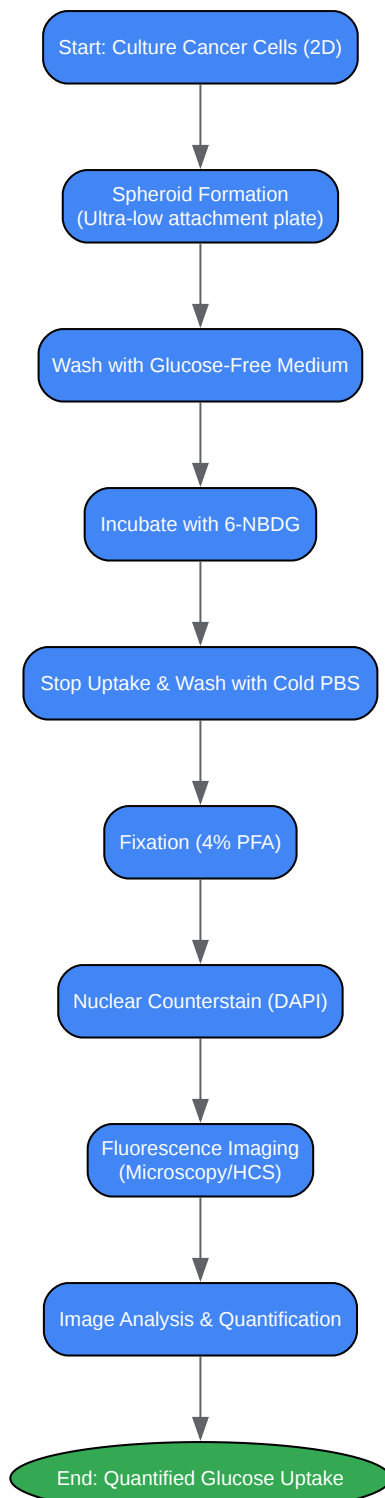 Start: Culture Cancer Cells (2D)
Spheroid Formation
(Ultra-low attachment plate)
Wash with Glucose-Free Medium
Incubate with 6-NBDG
Stop Uptake & Wash with Cold PBS
Fixation (4% PFA)
Nuclear Counterstain (DAPI)
Fluorescence Imaging
(Microscopy/HCS)
Image Analysis & Quantification
End: Quantified Glucose Uptake